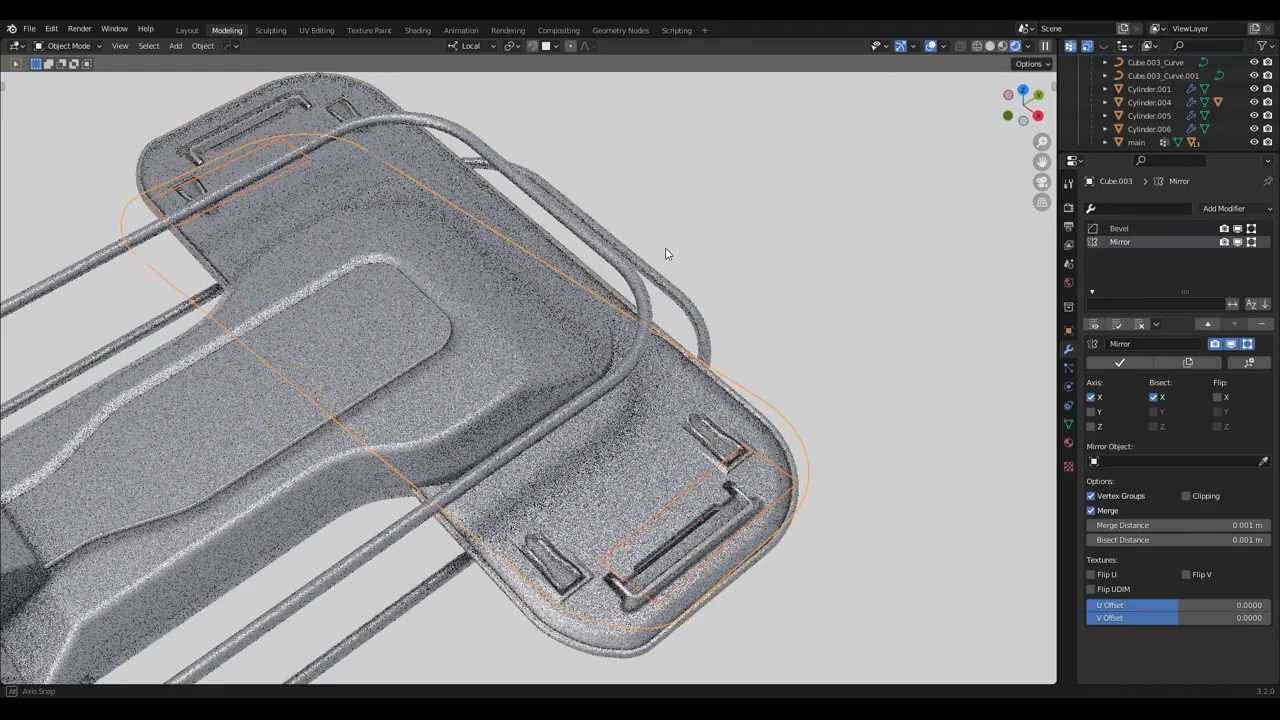 File Edit Render Window Help Layout Modeling Sculpting UV Editing Texture Paint Shading Animation Rendering Compositing Geometry Nodes Scripting Scene ViewLayer
Object Mode View Select Add Object Local
Options
Cube.003_Curve
Cube.003_Curve.001
Cylinder.001
Cylinder.004
Cylinder.005
Cylinder.006
main 13
Cube.003 Mirror
Add Modifier
Bevel
Mirror
Mirror
Axis: Bisect: Flip:
X X X
Y Y Y
Z Z Z
Mirror Object:
Options:
Vertex Groups Clipping
Merge
Merge Distance 0.001 m
Bisect Distance 0.001 m
Textures:
Flip U Flip V
Flip UDIM
U Offset 0.0000
V Offset 0.0000
Alt Axis Snap 3.2.0